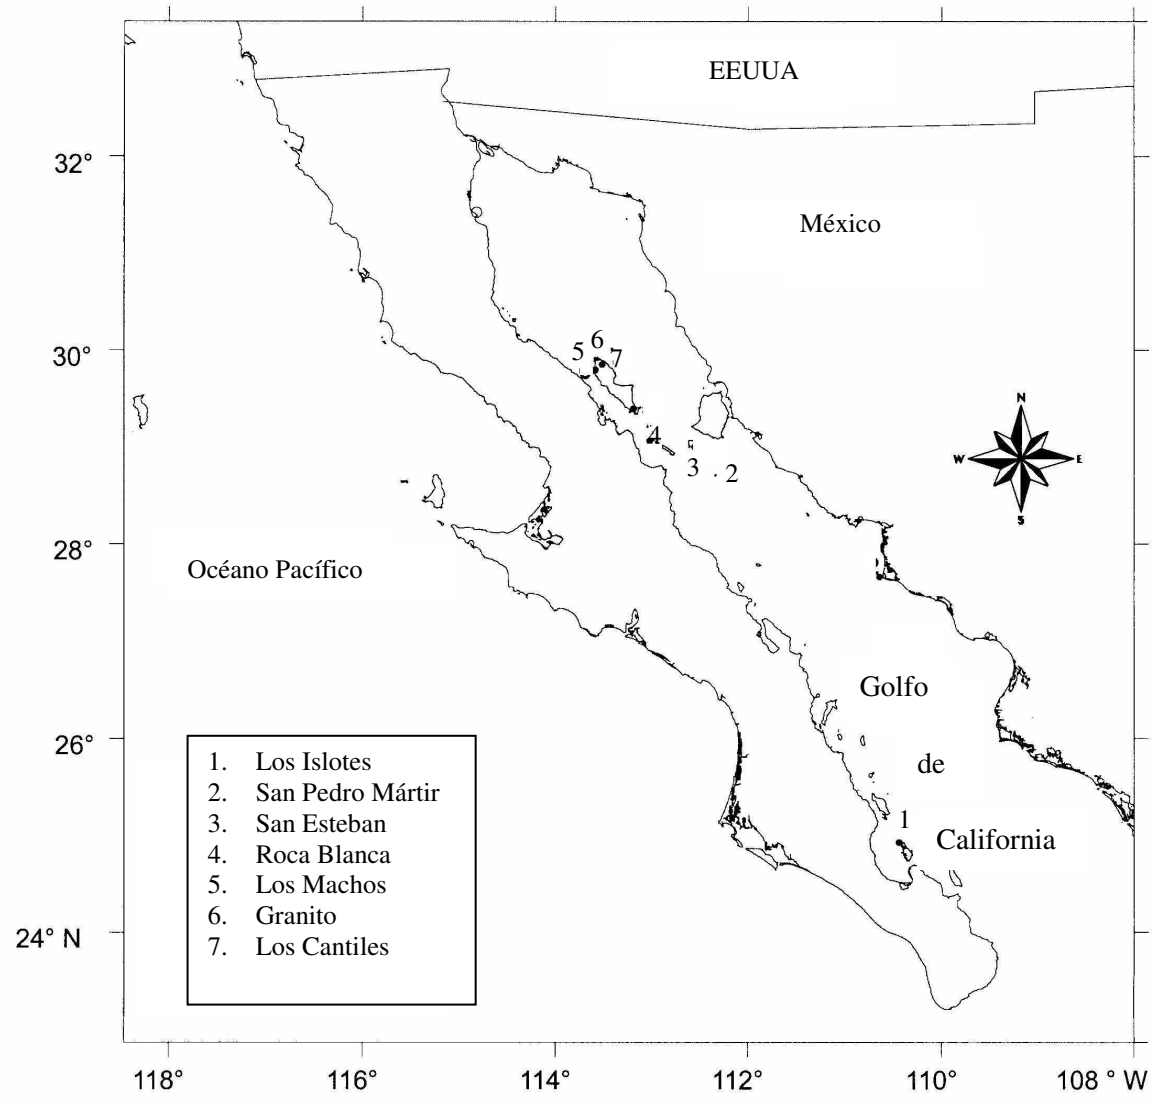 EEUUA
México
32°
30°
28°
26°
24° N
6
5
7
4
3
2
N
W
E
S
Océano Pacífico
Golfo
de
California
1
1. Los Islotes
2. San Pedro Mártir
3. San Esteban
4. Roca Blanca
5. Los Machos
6. Granito
7. Los Cantiles
118°
116°
114°
112°
110°
108 ° W